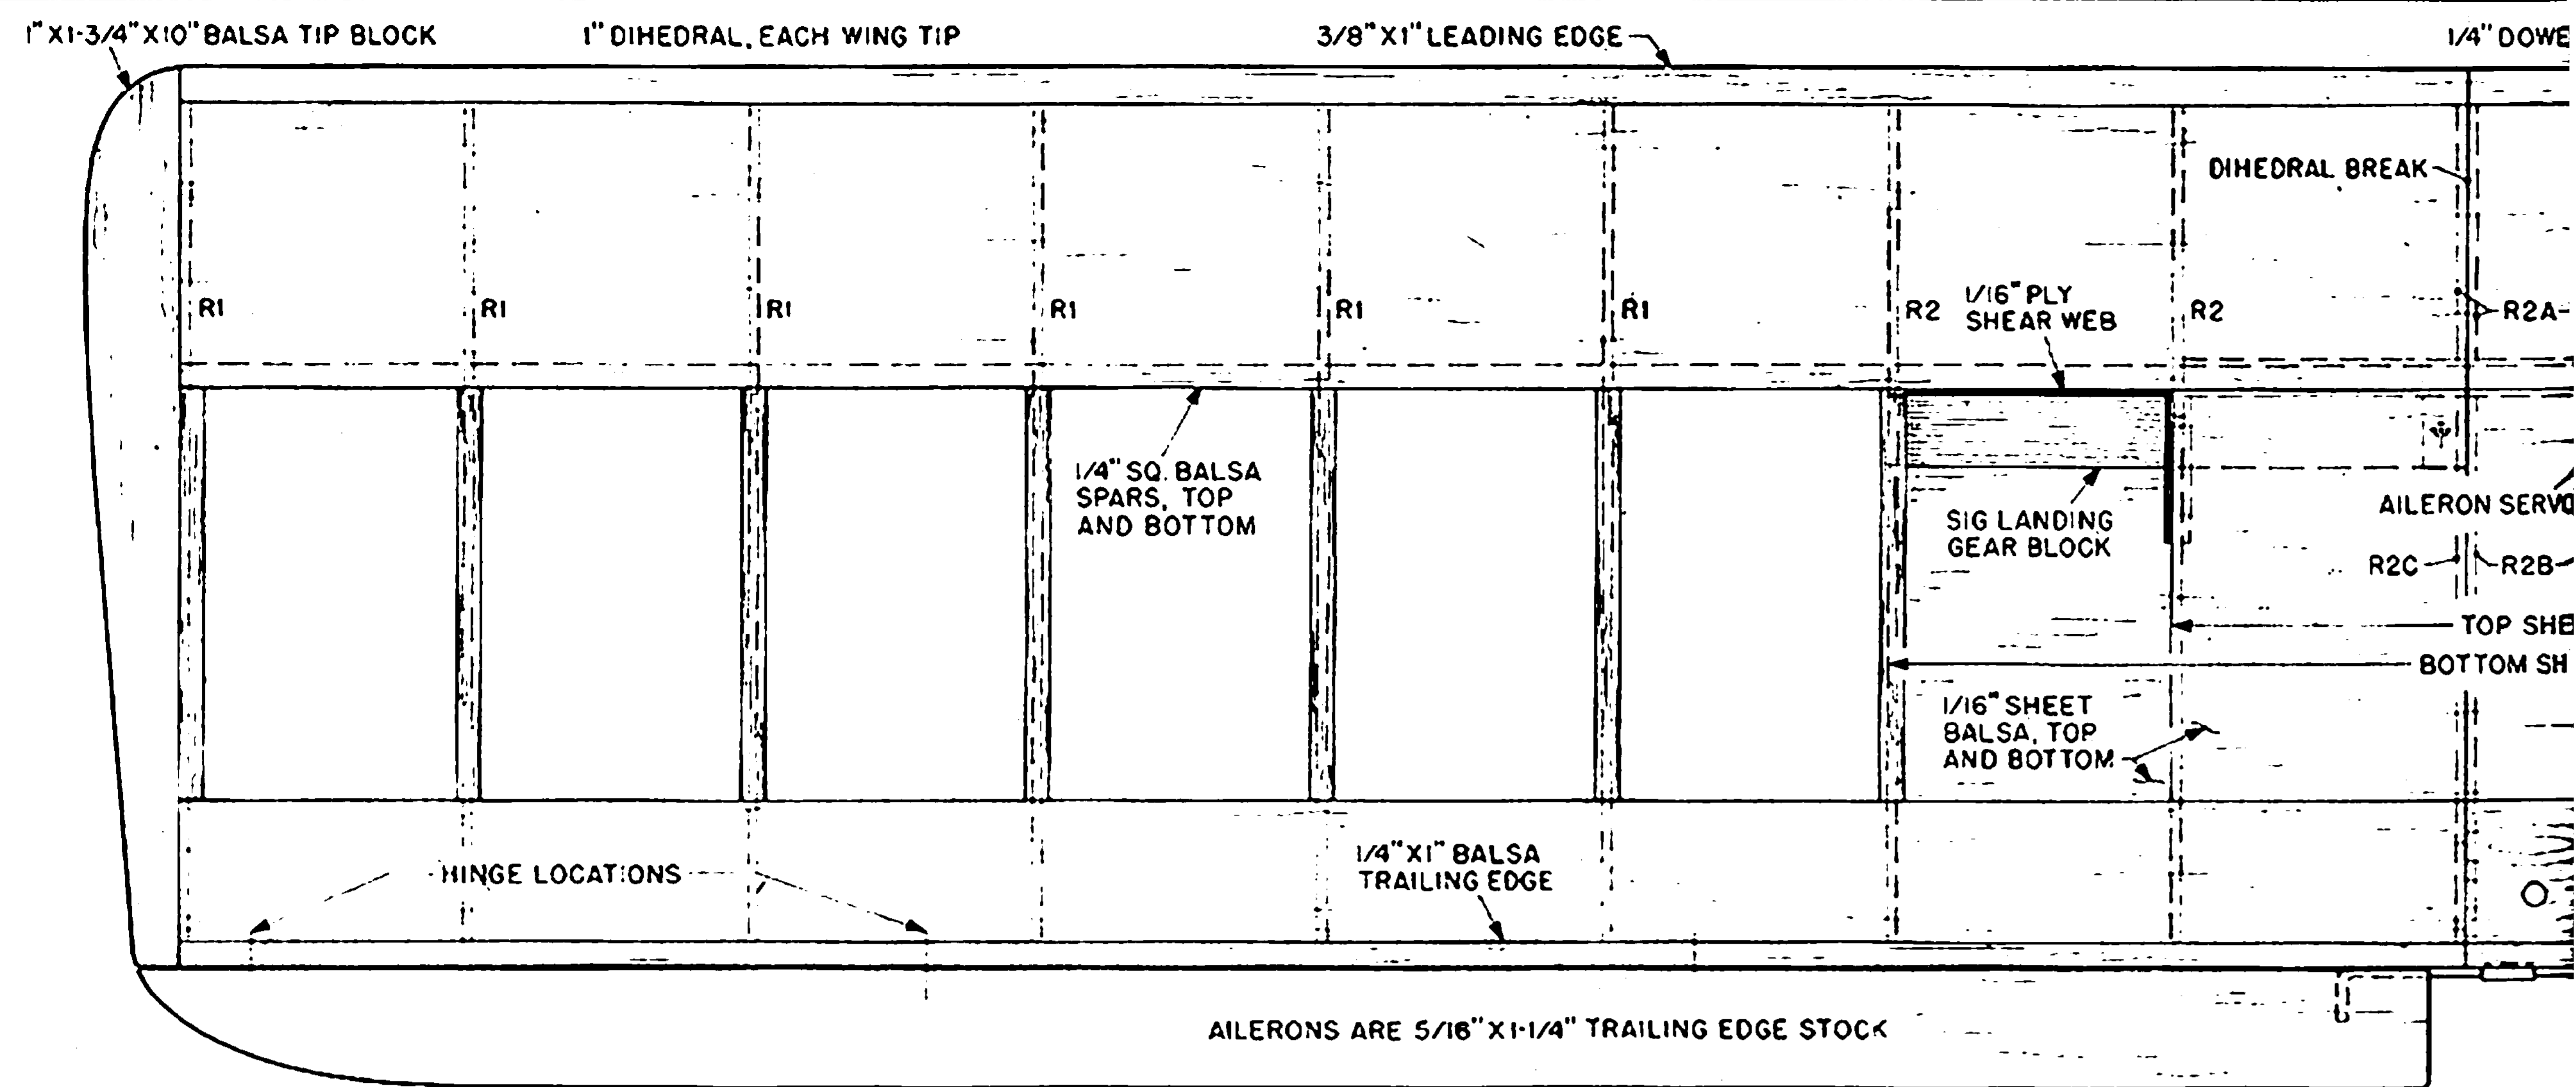 1"X1-3/4"X10" BALSA TIP BLOCK
1" DIHEDRAL, EACH WING TIP
3/8"X1" LEADING EDGE
1/4" DOWE
DIHEDRAL BREAK
R1
R1
R1
R1
R1
R1
R2
1/16" PLY
SHEAR WEB
R2
R2A
1/4" SQ. BALSA
SPARS, TOP
AND BOTTOM
SIG LANDING
GEAR BLOCK
AILERON SERVO
R2C
R2B
TOP SHE
BOTTOM SH
1/16" SHEET
BALSA, TOP
AND BOTTOM
HINGE LOCATIONS
1/4"X1" BALSA
TRAILING EDGE
AILERONS ARE 5/16"X1-1/4" TRAILING EDGE STOCK